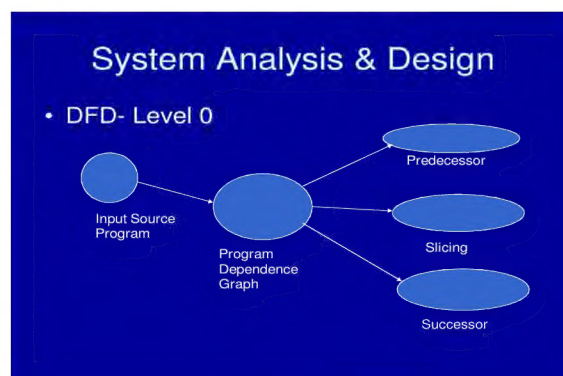 System Analysis & Design
• DFD- Level 0
Predecessor
Input Source
Program
Program
Dependence
Graph
Slicing
Successor